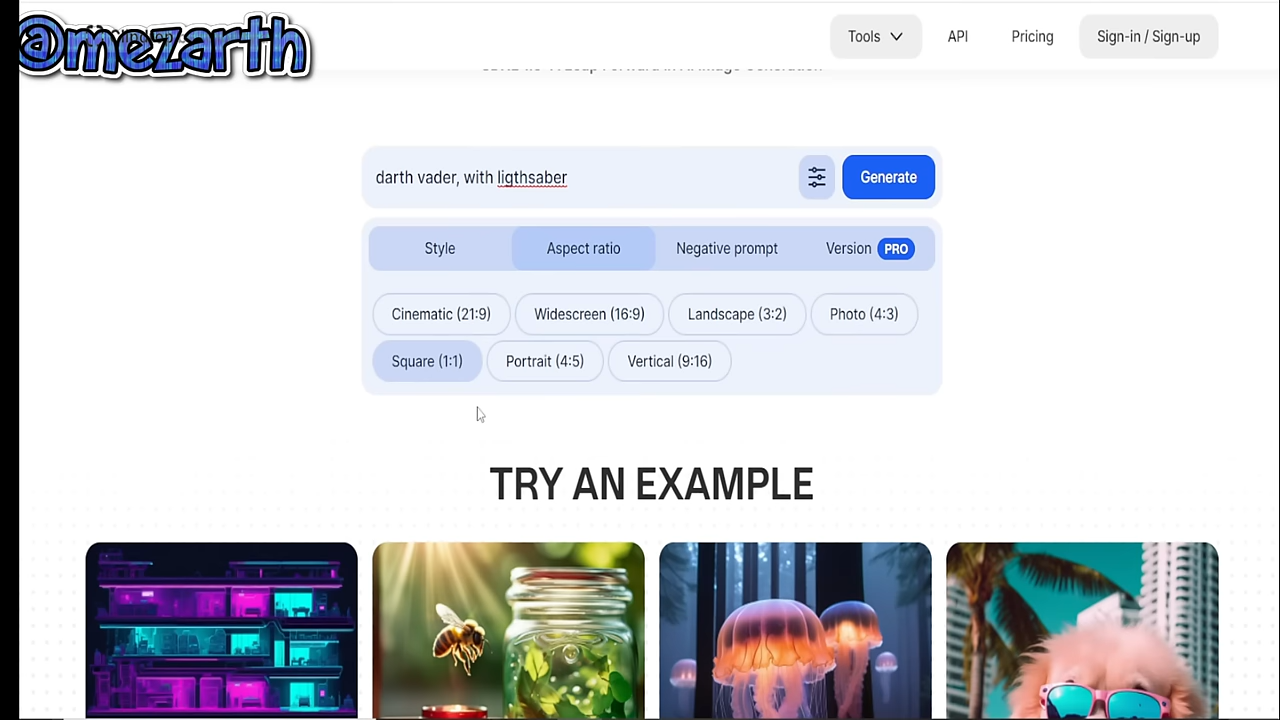 @mezarth
Tools
API
Pricing
Sign-in / Sign-up
darth vader, with ligthsaber
Generate
Style
Aspect ratio
Negative prompt
Version PRO
Cinematic (21:9)
Widescreen (16:9)
Landscape (3:2)
Photo (4:3)
Square (1:1)
Portrait (4:5)
Vertical (9:16)
TRY AN EXAMPLE